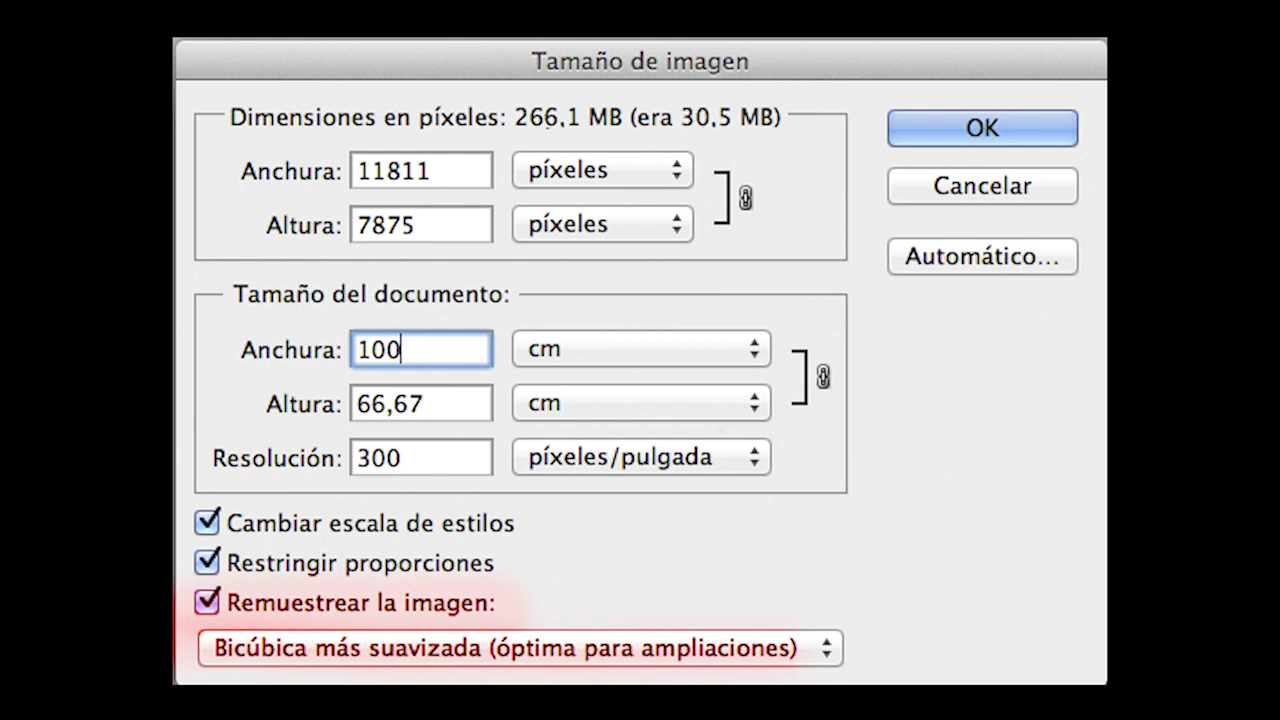 Tamaño de imagen
Dimensiones en píxeles: 266,1 MB (era 30,5 MB)
Anchura: 11811 píxeles
Altura: 7875 píxeles
OK
Cancelar
Automático...
Tamaño del documento:
Anchura: 100 cm
Altura: 66,67 cm
Resolución: 300 píxeles/pulgada
Cambiar escala de estilos
Restringir proporciones
Remuestrear la imagen:
Bicúbica más suavizada (óptima para ampliaciones)